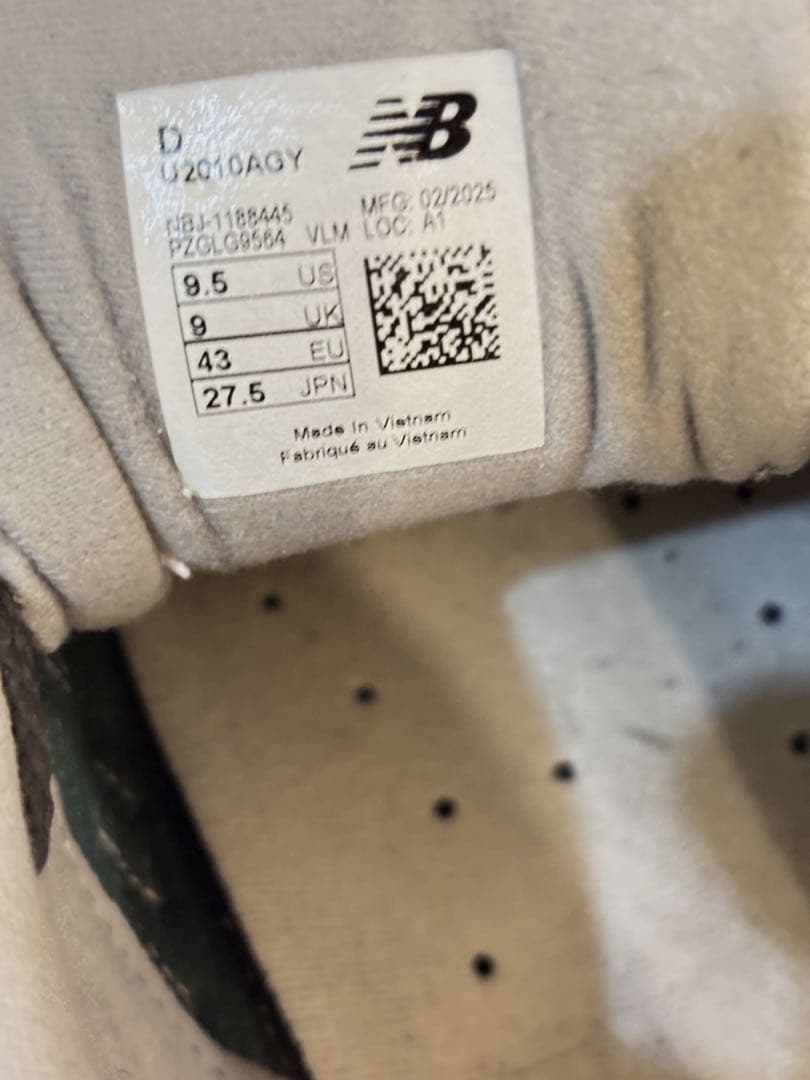 D
U2010AGY
NB
NBJ-1188445
PZGLG9564 VLM
MFG: 02/2025
LOC: A1
9.5 US
9 UK
43 EU
27.5 JPN
Made In Vietnam
Fabriqué au Vietnam